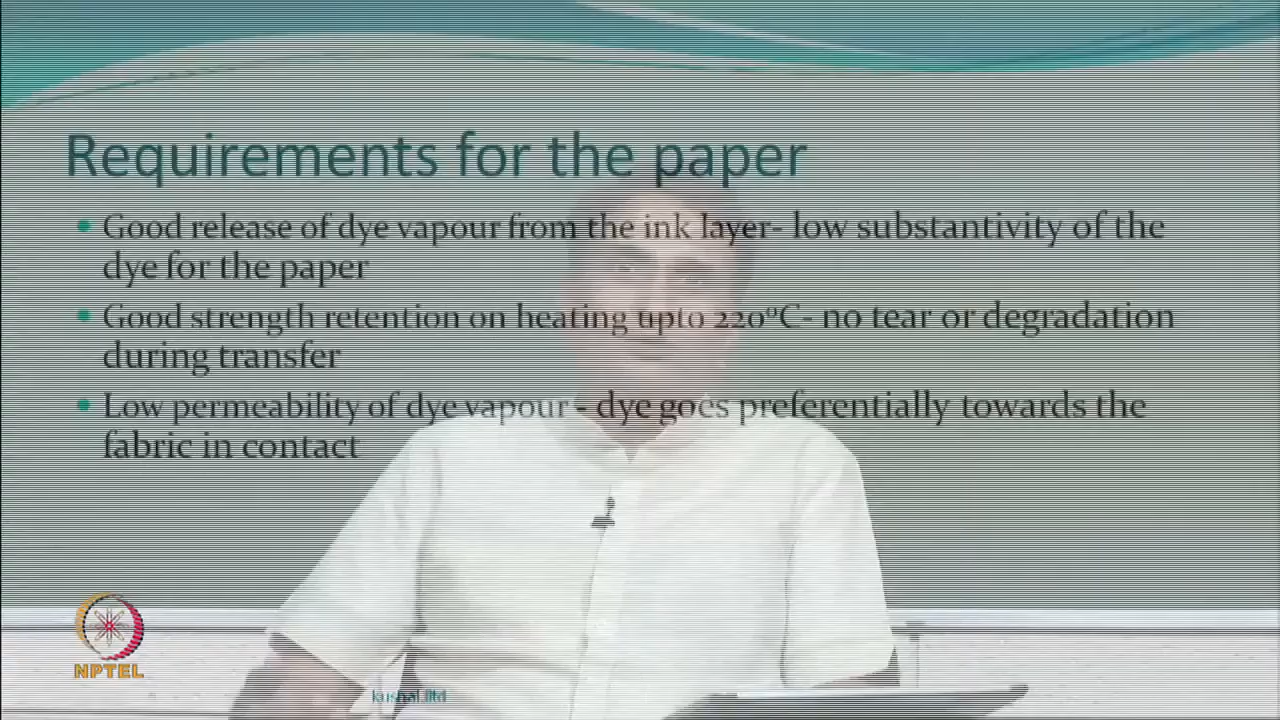 Requirements for the paper
Good release of dye vapour from the ink layer- low substantivity of the
dye for the paper
Good strength retention on heating upto 220°C- no tear or degradation
during transfer
Low permeability of dye vapour - dye goes preferentially towards the
fabric in contact
NPTEL